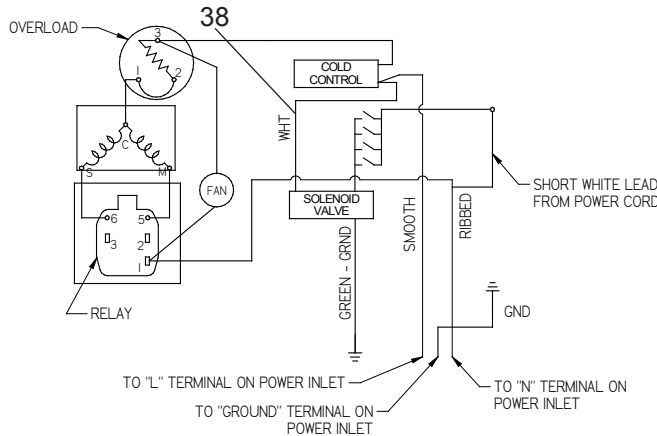 38
OVERLOAD
3
1
2
COLD
CONTROL
WHT
C
S
M
FAN
SOLENOID
VALVE
SHORT WHITE LEAD
FROM POWER CORD
6
5
3
2
1
SMOOTH
RIBBED
GREEN - GRND
RELAY
GND
TO "L" TERMINAL ON POWER INLET
TO "N" TERMINAL ON
POWER INLET
TO "GROUND" TERMINAL ON
POWER INLET